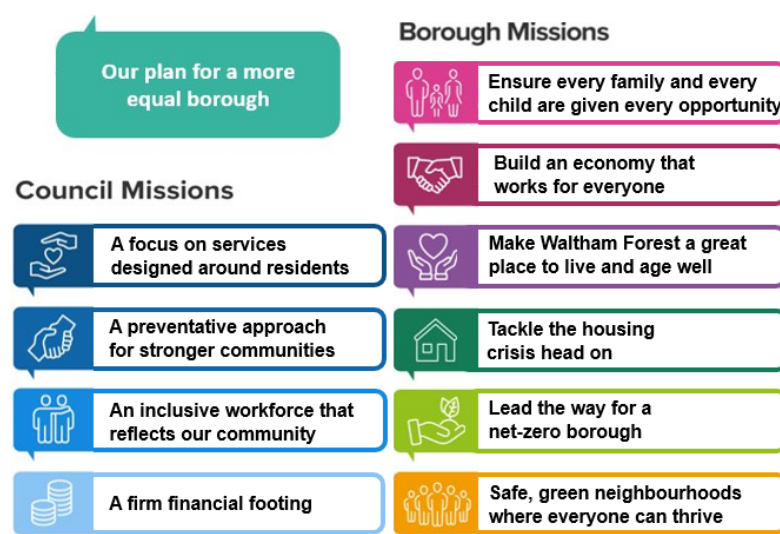 Our plan for a more
equal borough
Council Missions
A focus on services
designed around residents
A preventative approach
for stronger communities
An inclusive workforce that
reflects our community
A firm financial footing
Borough Missions
Ensure every family and every
child are given every opportunity
Build an economy that
works for everyone
Make Waltham Forest a great
place to live and age well
Tackle the housing
crisis head on
Lead the way for a
net-zero borough
Safe, green neighbourhoods
where everyone can thrive